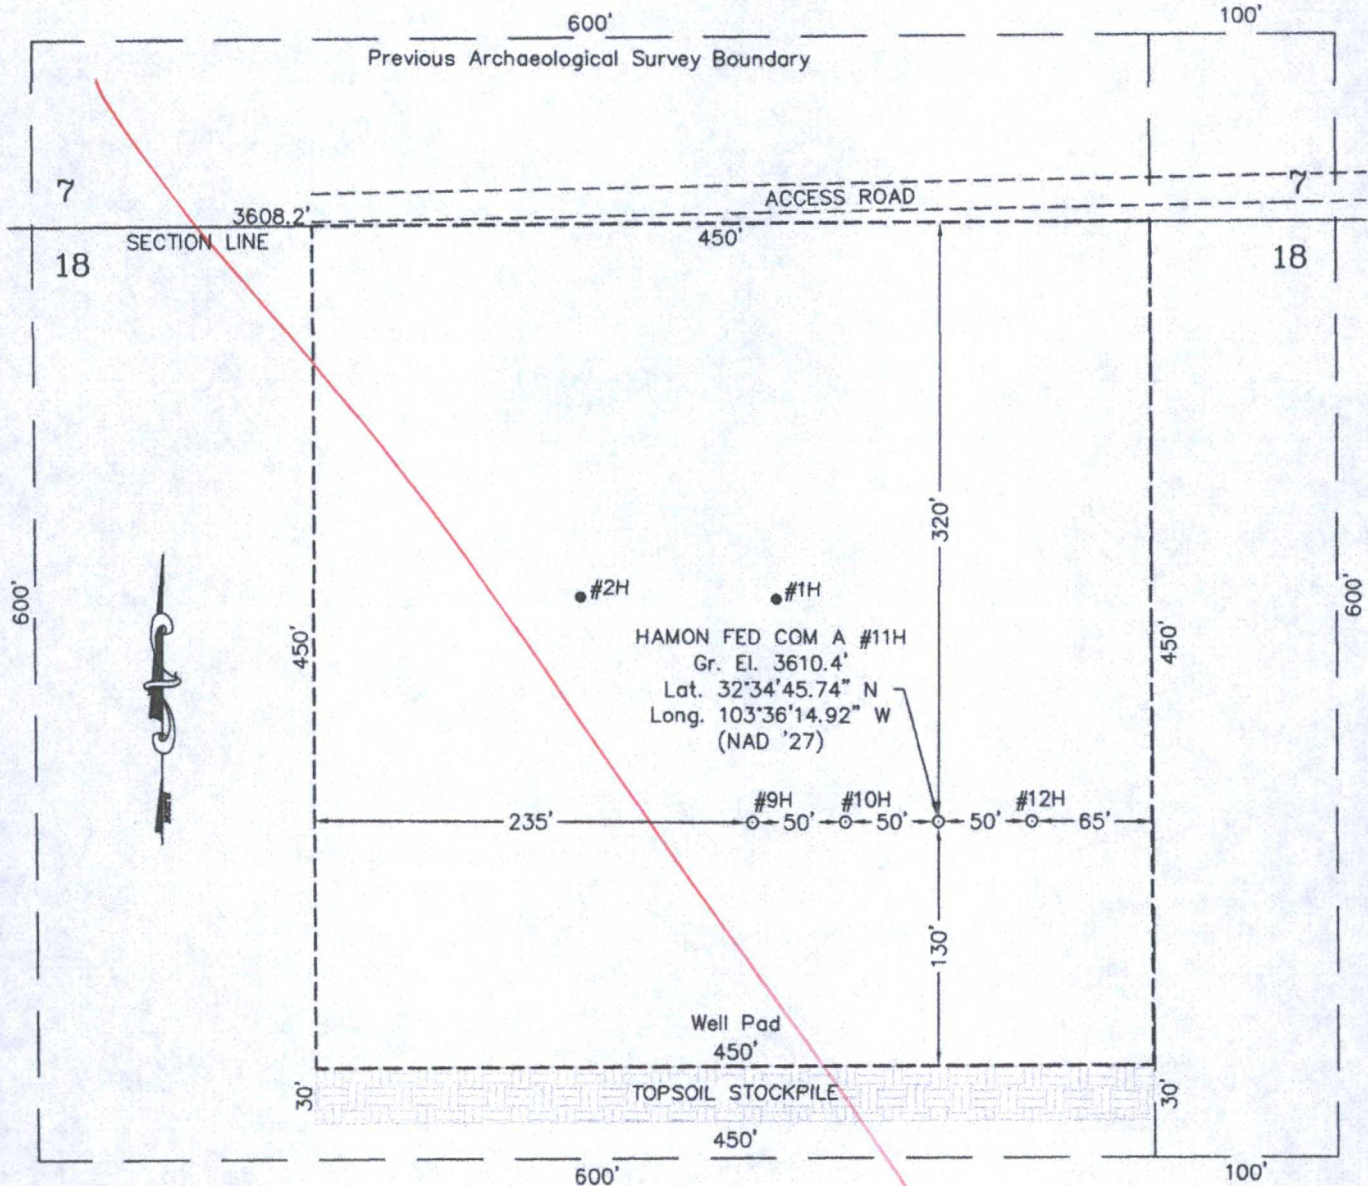 600'
100'
Previous Archaeological Survey Boundary
7
7
ACCESS ROAD
3608.2'
SECTION LINE
450'
18
18
320'
600'
600'
#2H
#1H
450'
450'
HAMON FED COM A #11H
Gr. El. 3610.4'
Lat. 32°34'45.74" N
Long. 103°36'14.92" W
(NAD '27)
#9H
#10H
#12H
235'
50'
50'
50'
65'
130'
Well Pad
450'
30'
TOPSOIL STOCKPILE
30'
450'
600'
100'